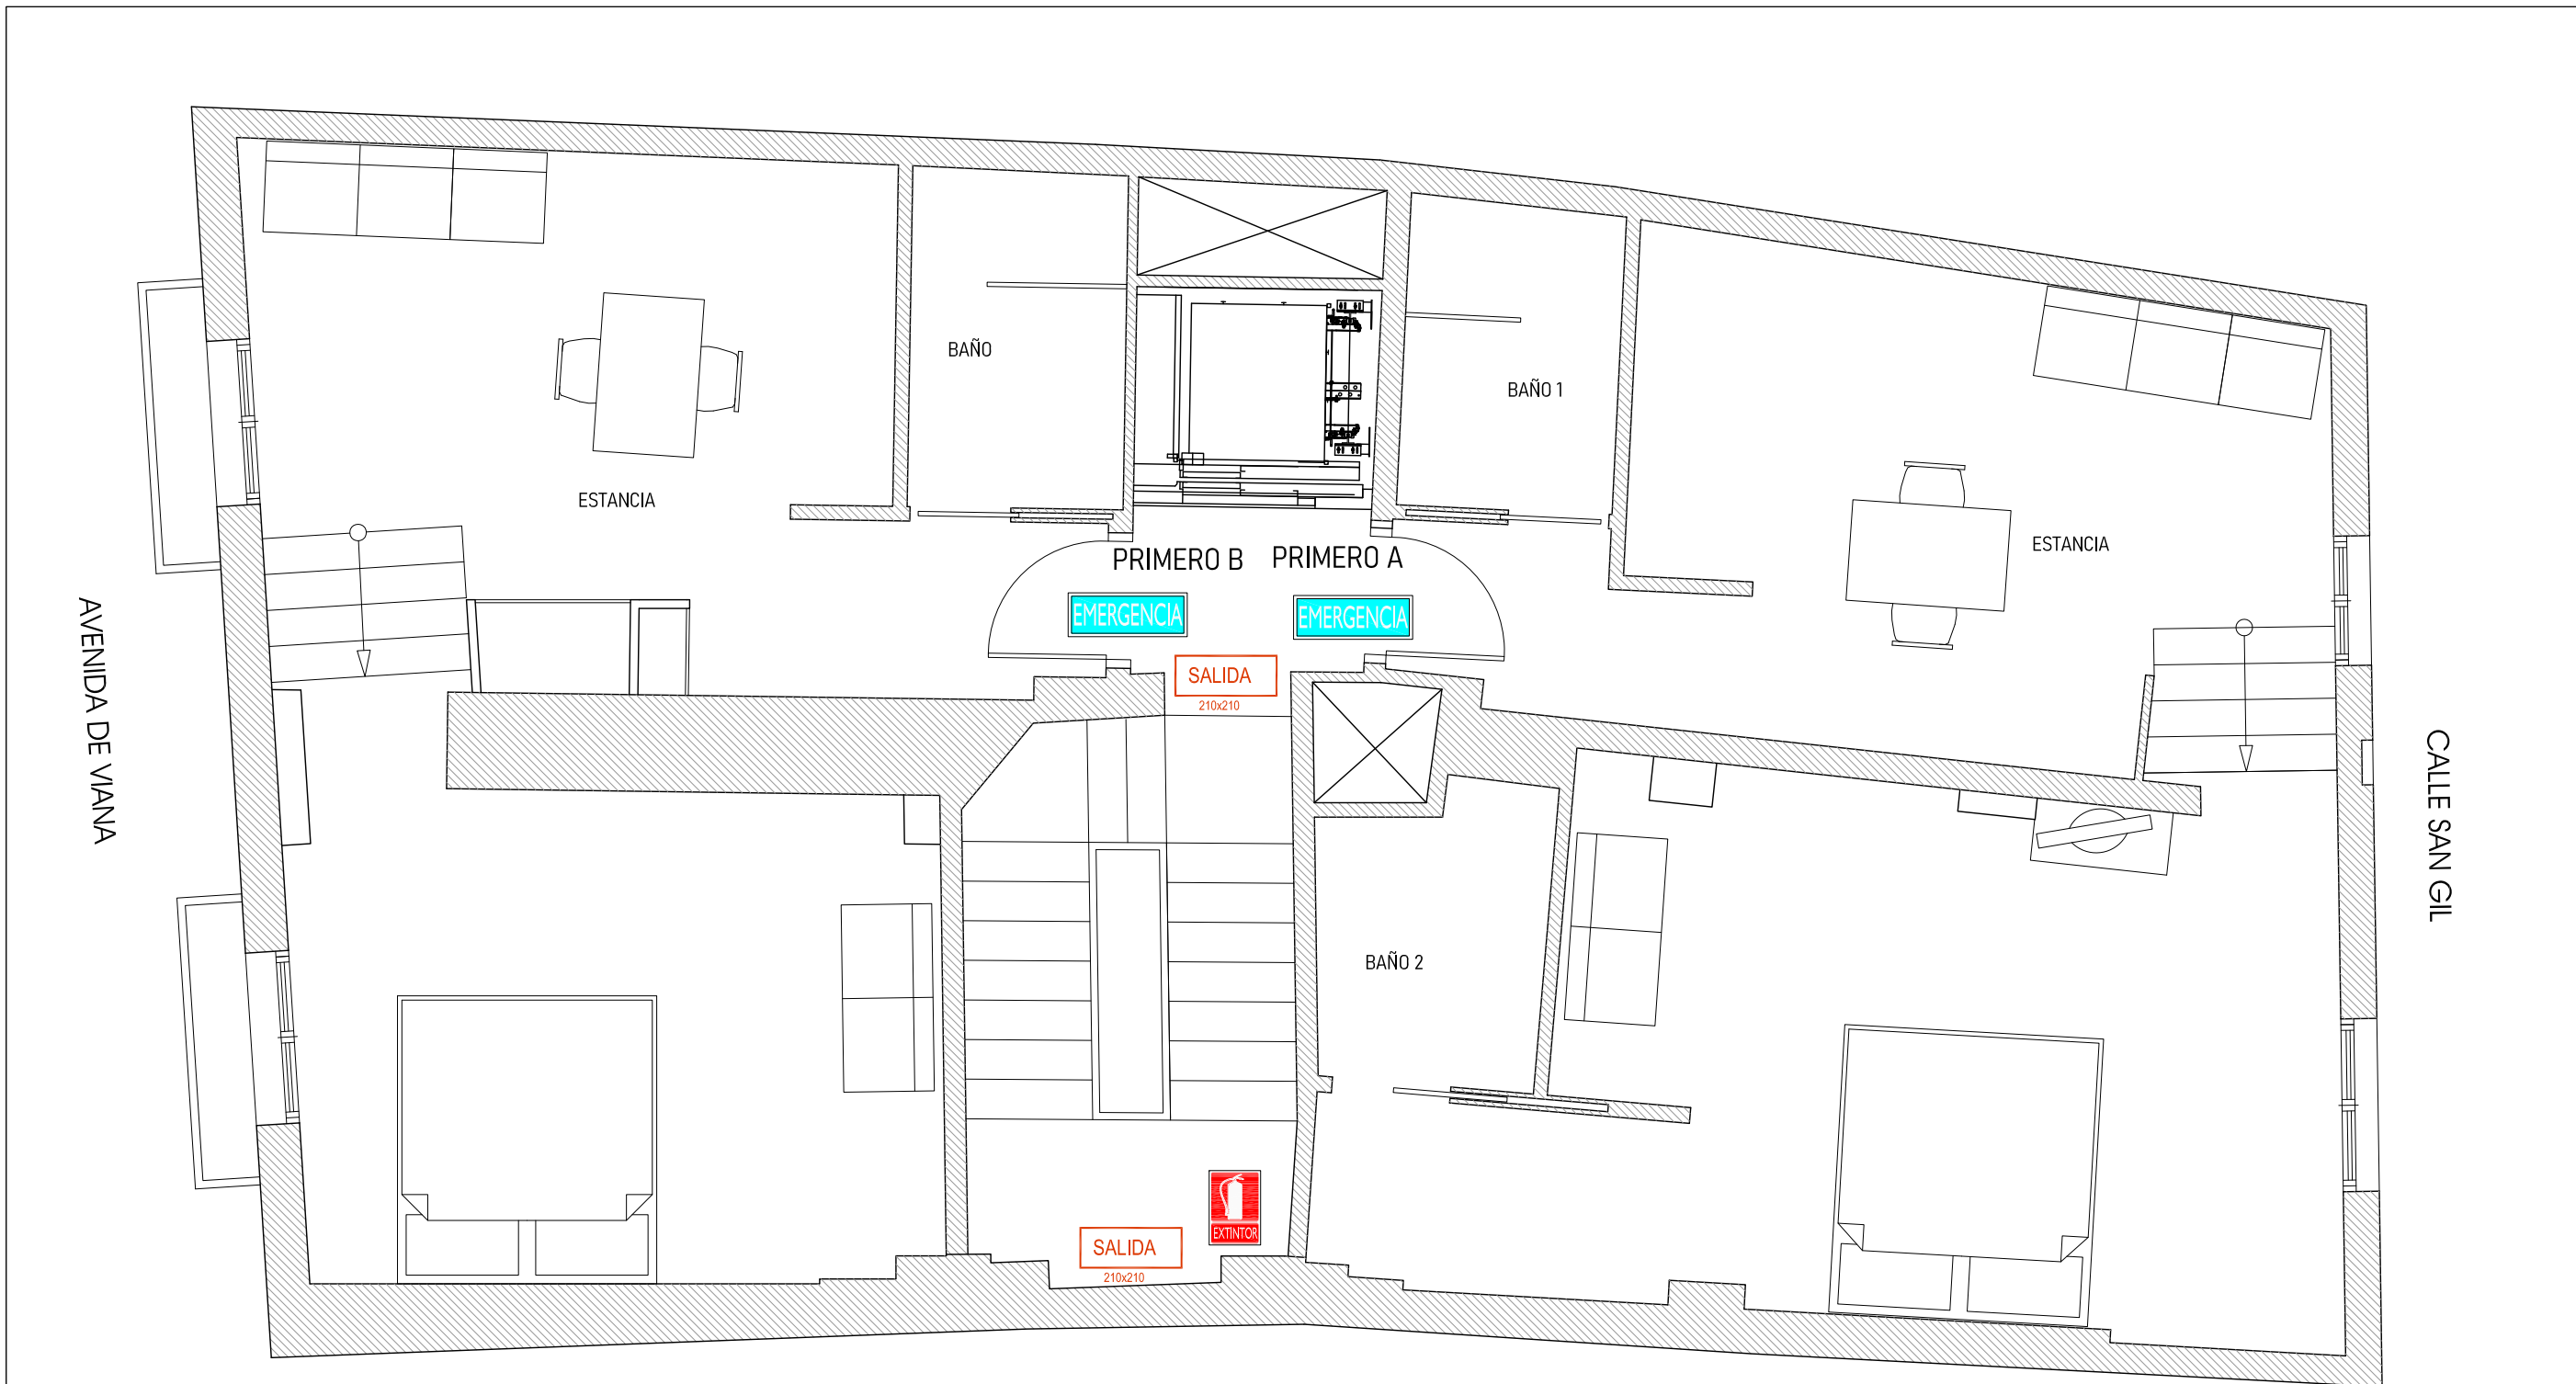 BAÑO
BAÑO 1
ESTANCIA
ESTANCIA
PRIMERO B
PRIMERO A
EMERGENCIA
EMERGENCIA
SALIDA
210x210
AVENIDA DE VIANA
CALLE SAN GIL
BAÑO 2
EXTINTOR
SALIDA
210x210